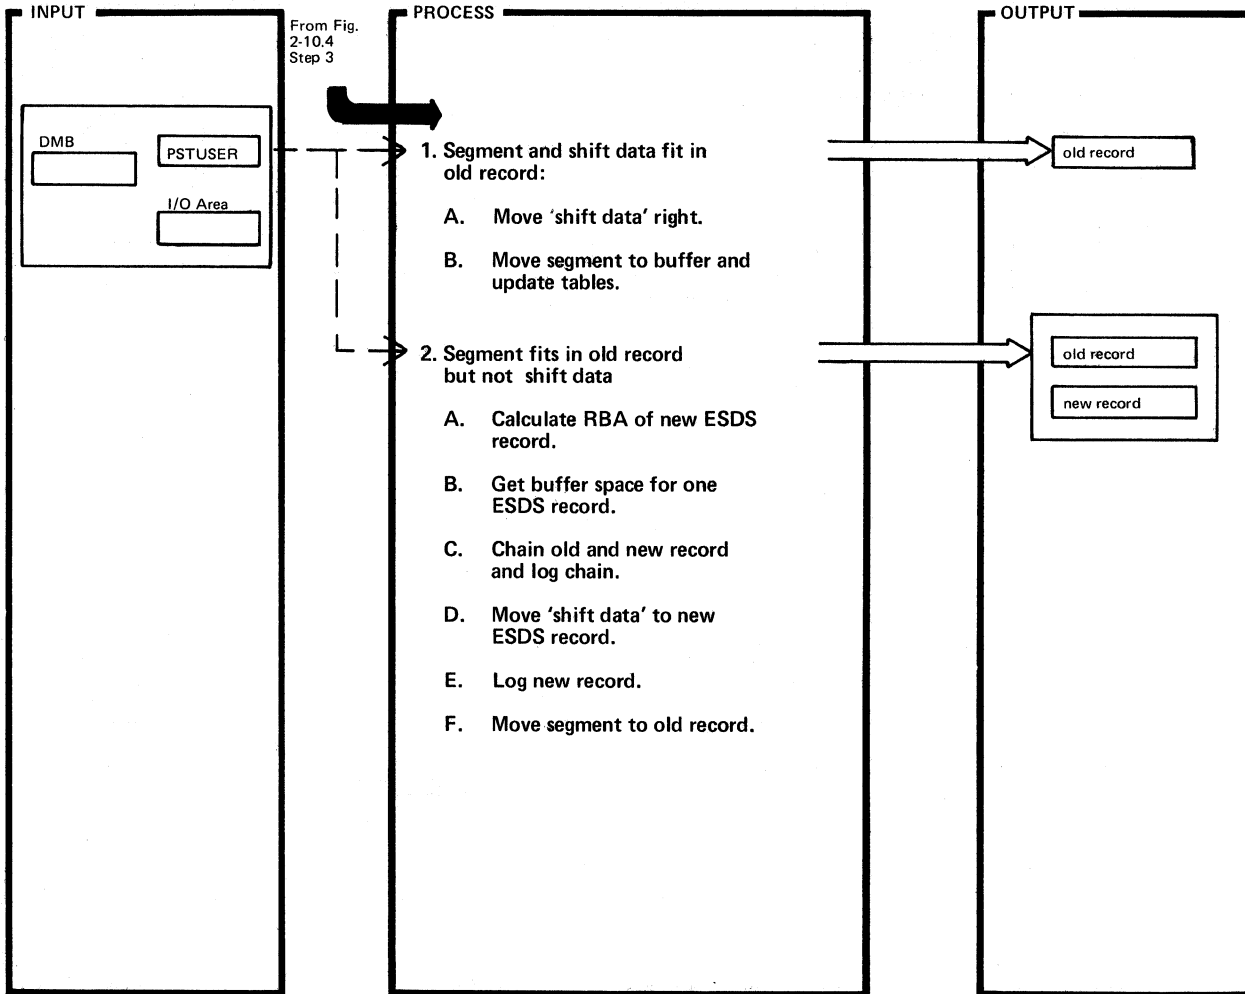 INPUT
From Fig.
2-10.4
Step 3
PROCESS
OUTPUT
DMB
PSTUSER
I/O Area
1. Segment and shift data fit in
old record:
A. Move ‘shift data’ right.
B. Move segment to buffer and
update tables.
old record
2. Segment fits in old record
but not shift data
A. Calculate RBA of new ESDS
record.
B. Get buffer space for one
ESDS record.
C. Chain old and new record
and log chain.
D. Move ‘shift data’ to new
ESDS record.
E. Log new record.
F. Move segment to old record.
old record
new record